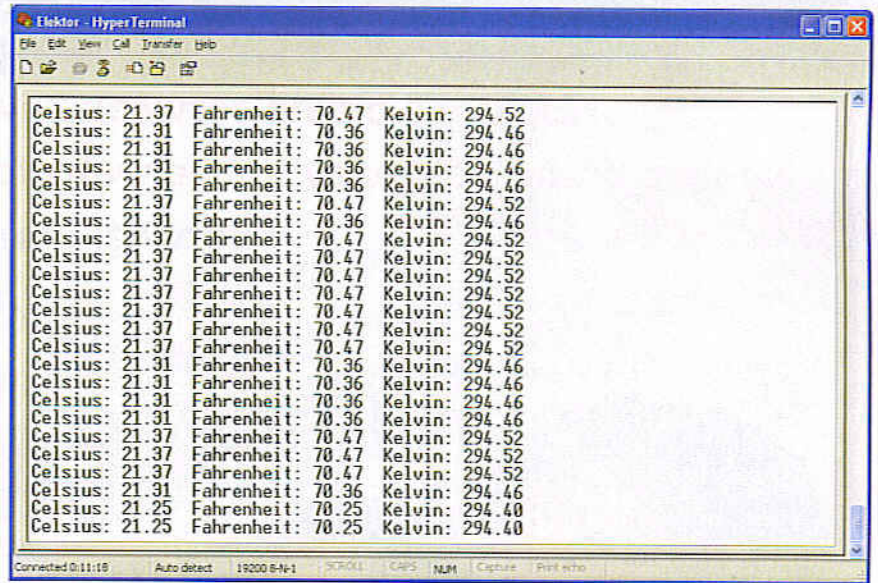 Elektor - HyperTerminal
File Edit View Call Transfer Help
Celsius: 21.37 Fahrenheit: 70.47 Kelvin: 294.52
Celsius: 21.31 Fahrenheit: 70.36 Kelvin: 294.46
Celsius: 21.31 Fahrenheit: 70.36 Kelvin: 294.46
Celsius: 21.31 Fahrenheit: 70.36 Kelvin: 294.46
Celsius: 21.31 Fahrenheit: 70.36 Kelvin: 294.46
Celsius: 21.37 Fahrenheit: 70.47 Kelvin: 294.52
Celsius: 21.31 Fahrenheit: 70.36 Kelvin: 294.46
Celsius: 21.37 Fahrenheit: 70.47 Kelvin: 294.52
Celsius: 21.37 Fahrenheit: 70.47 Kelvin: 294.52
Celsius: 21.37 Fahrenheit: 70.47 Kelvin: 294.52
Celsius: 21.37 Fahrenheit: 70.47 Kelvin: 294.52
Celsius: 21.37 Fahrenheit: 70.47 Kelvin: 294.52
Celsius: 21.37 Fahrenheit: 70.47 Kelvin: 294.52
Celsius: 21.37 Fahrenheit: 70.47 Kelvin: 294.52
Celsius: 21.31 Fahrenheit: 70.36 Kelvin: 294.46
Celsius: 21.31 Fahrenheit: 70.36 Kelvin: 294.46
Celsius: 21.31 Fahrenheit: 70.36 Kelvin: 294.46
Celsius: 21.31 Fahrenheit: 70.36 Kelvin: 294.46
Celsius: 21.37 Fahrenheit: 70.47 Kelvin: 294.52
Celsius: 21.37 Fahrenheit: 70.47 Kelvin: 294.52
Celsius: 21.37 Fahrenheit: 70.47 Kelvin: 294.52
Celsius: 21.31 Fahrenheit: 70.36 Kelvin: 294.46
Celsius: 21.25 Fahrenheit: 70.25 Kelvin: 294.40
Celsius: 21.25 Fahrenheit: 70.25 Kelvin: 294.40
Connected 0:11:18 Auto detect 19200 8-N-1 SCROLL CAPS NUM Capture Print echo